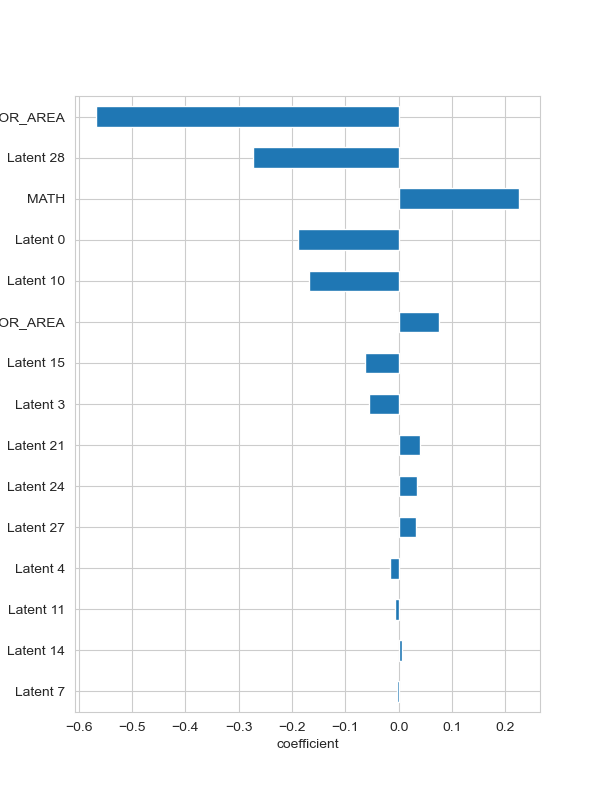 OR_AREA
Latent 28
MATH
Latent 0
Latent 10
OR_AREA
Latent 15
Latent 3
Latent 21
Latent 24
Latent 27
Latent 4
Latent 11
Latent 14
Latent 7
−0.6 −0.5 −0.4 −0.3 −0.2 −0.1 0.0 0.1 0.2
coefficient